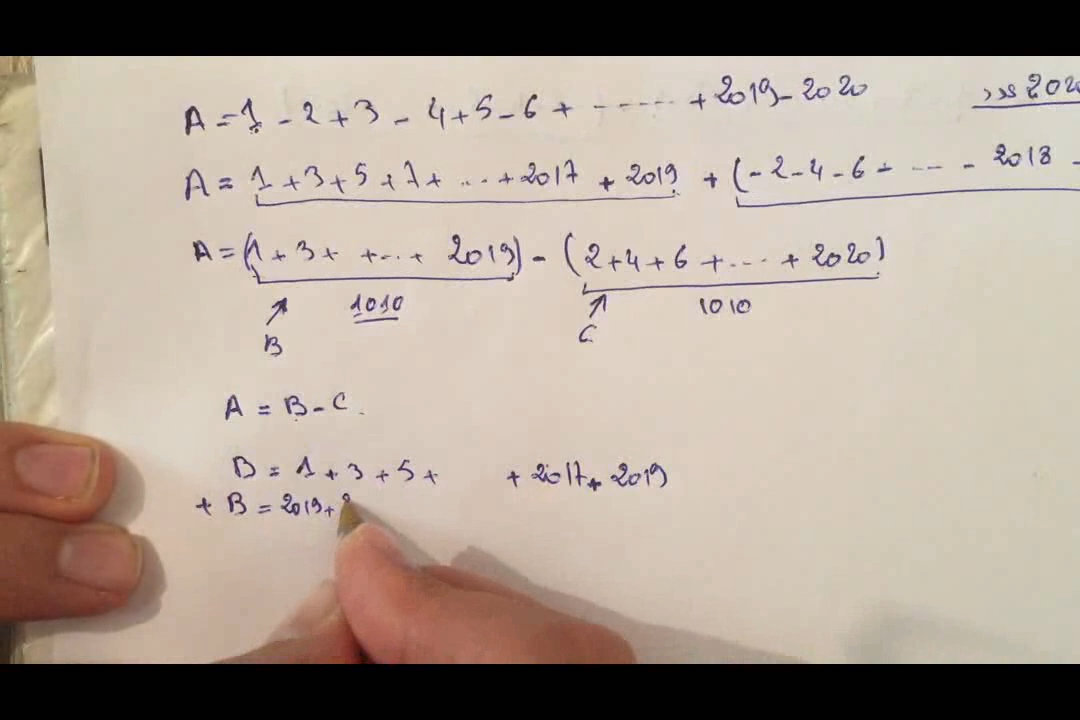 A = 1 - 2 + 3 - 4 + 5 - 6 + ------ + 2019 - 2020
2020
A = 1 + 3 + 5 + 7 + ... + 2017 + 2019 + (- 2 - 4 - 6 - ---- - 2018 -
A = (1 + 3 + + ... + 2019) - (2 + 4 + 6 + .... + 2020)
1010 1010
B C
A = B - C .
B = 1 + 3 + 5 + + 2017 + 2019
+ B = 2019 +